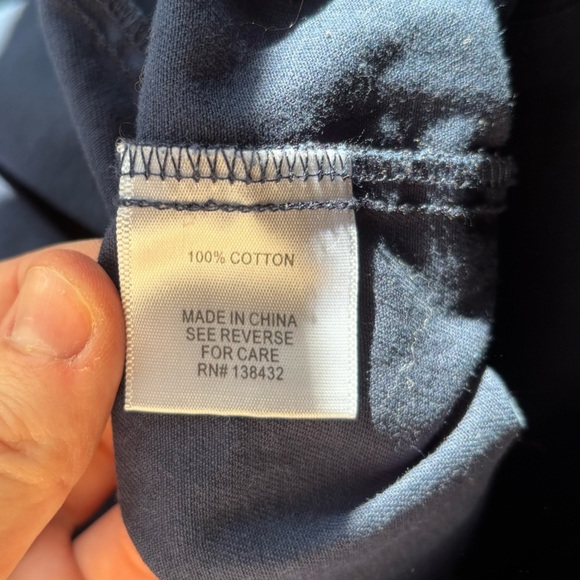 100% COTTON
MADE IN CHINA
SEE REVERSE
FOR CARE
RN# 138432